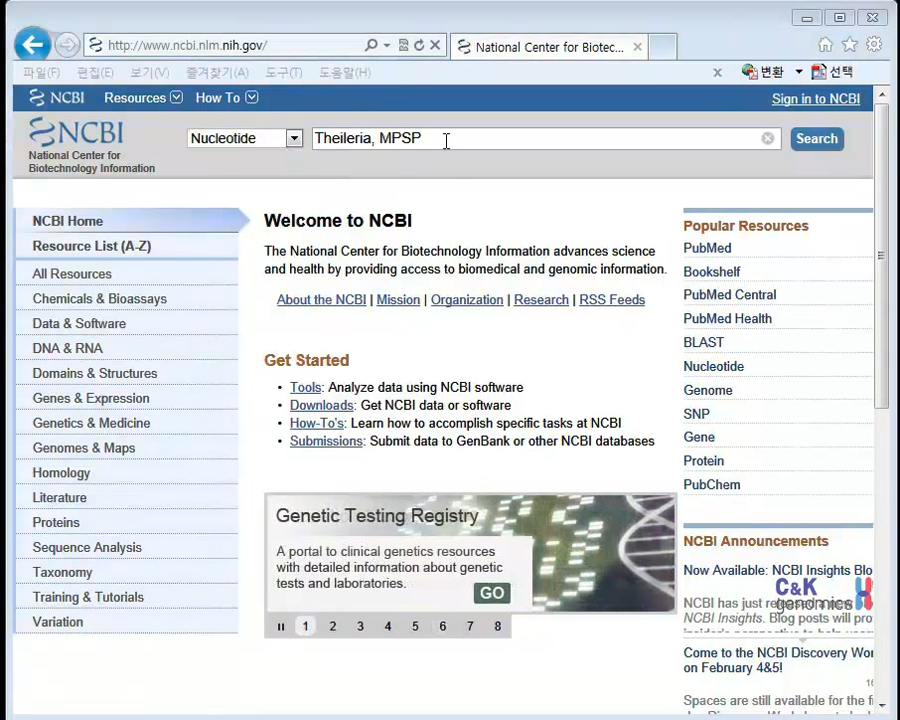 http://www.ncbi.nlm.nih.gov/
National Center for Biotec...
파일(F) 편집(E) 보기(V) 즐겨찾기(A) 도구(T) 도움말(H)
변환 선택
NCBI Resources How To Sign in to NCBI
NCBI
National Center for
Biotechnology Information
Nucleotide Theileria, MPSP Search
NCBI Home
Resource List (A-Z)
All Resources
Chemicals & Bioassays
Data & Software
DNA & RNA
Domains & Structures
Genes & Expression
Genetics & Medicine
Genomes & Maps
Homology
Literature
Proteins
Sequence Analysis
Taxonomy
Training & Tutorials
Variation
Welcome to NCBI
The National Center for Biotechnology Information advances science
and health by providing access to biomedical and genomic information.
About the NCBI | Mission | Organization | Research | RSS Feeds
Get Started
• Tools: Analyze data using NCBI software
• Downloads: Get NCBI data or software
• How-To's: Learn how to accomplish specific tasks at NCBI
• Submissions: Submit data to GenBank or other NCBI databases
Genetic Testing Registry
A portal to clinical genetics resources
with detailed information about genetic
tests and laboratories.
GO
1 2 3 4 5 6 7 8
Popular Resources
PubMed
Bookshelf
PubMed Central
PubMed Health
BLAST
Nucleotide
Genome
SNP
Gene
Protein
PubChem
NCBI Announcements
Now Available: NCBI Insights Blo
C&K
genomics
NCBI has just released a new
NCBI Insights. Blog posts will pro
Come to the NCBI Discovery Wor
on February 4&5!
Spaces are still available for the f